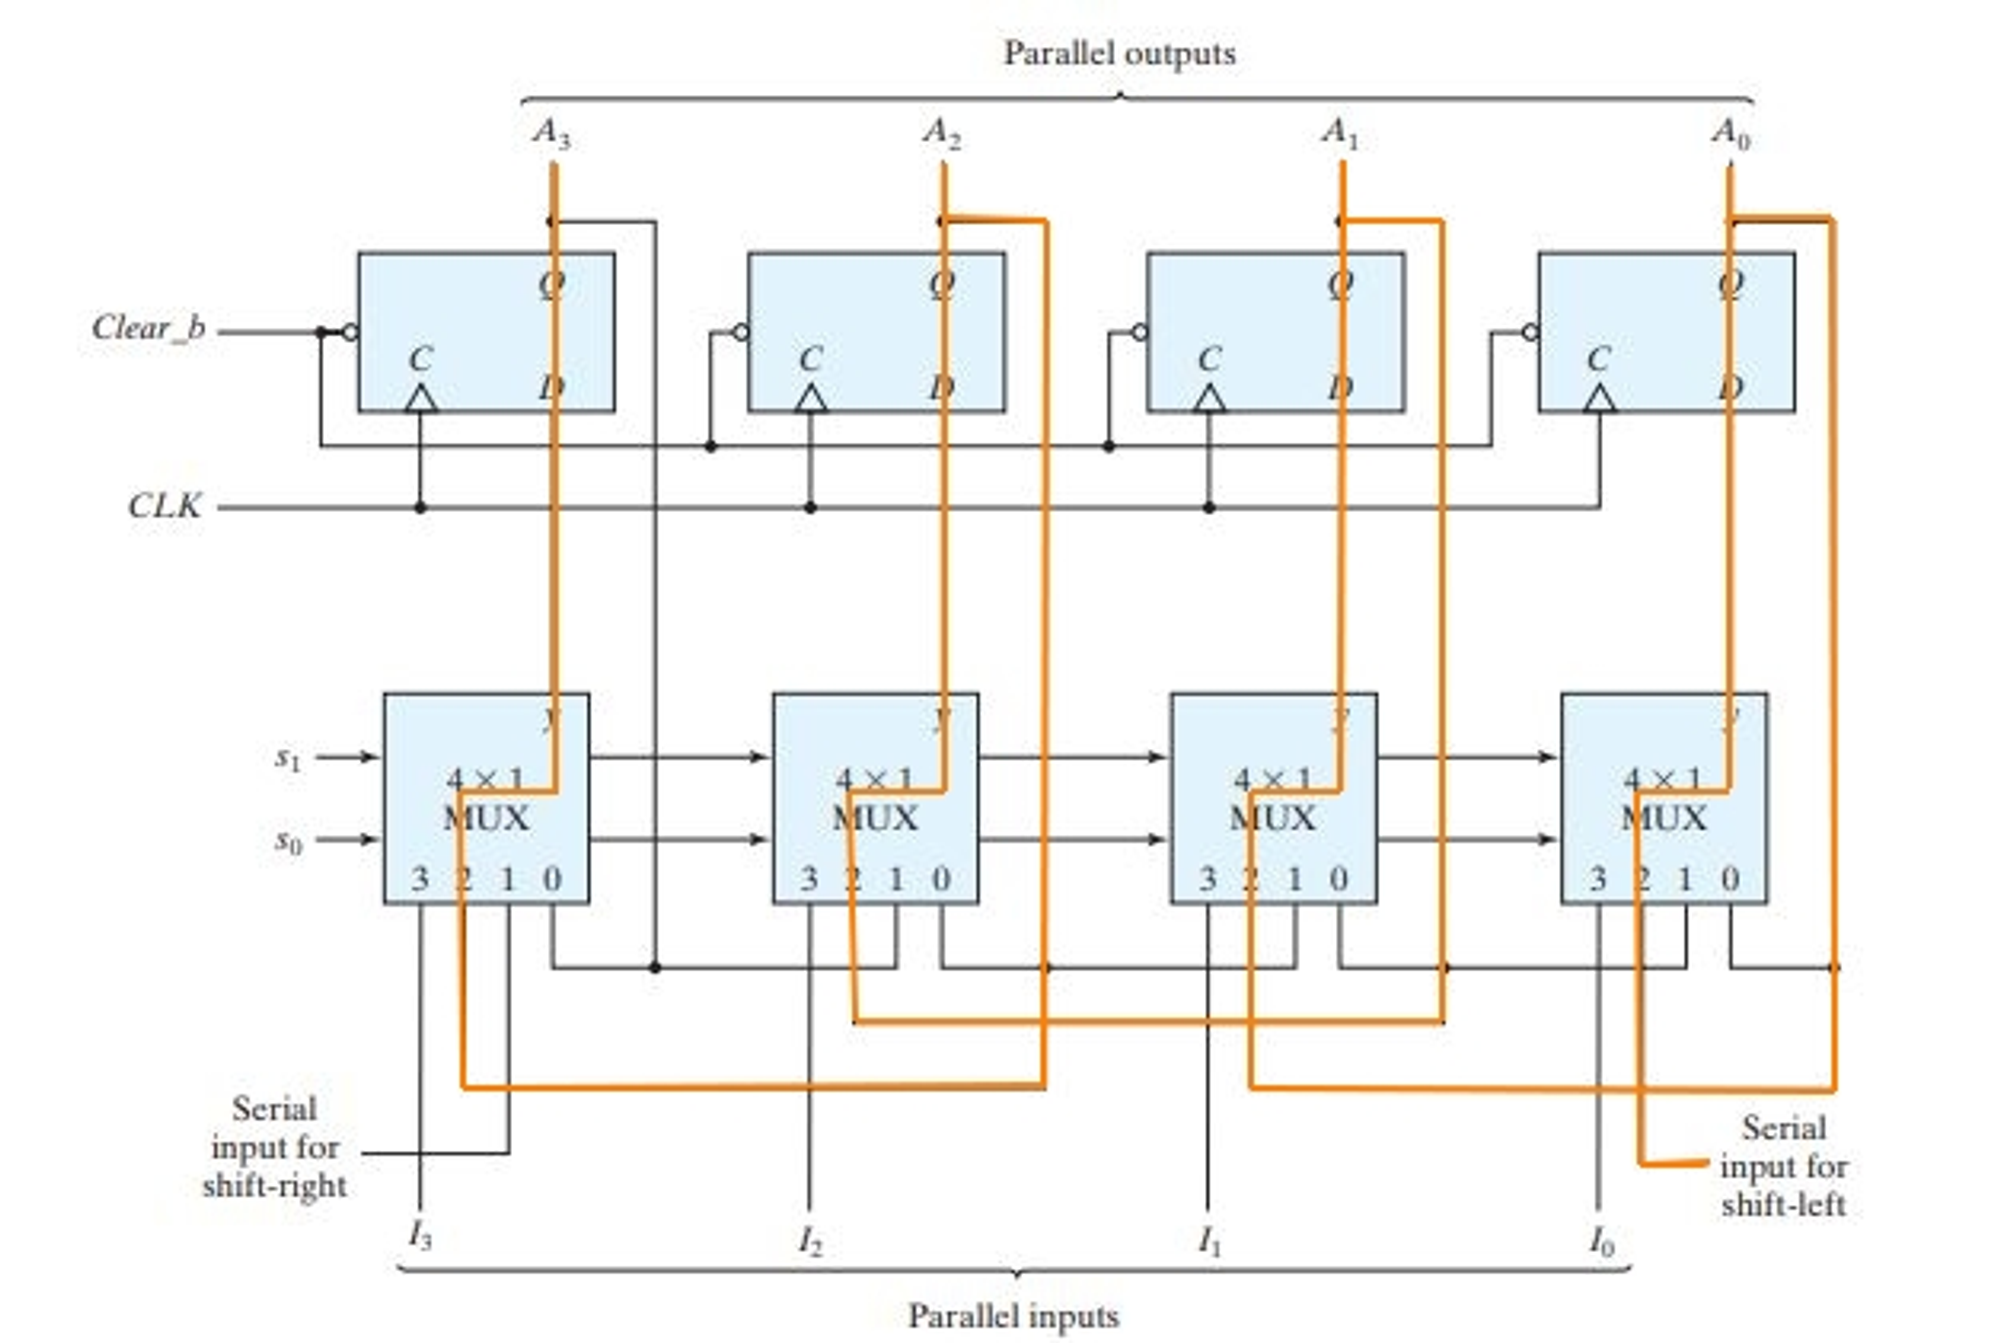 Parallel outputs
A₃ A₂ A₁ A₀
Q Q Q Q
Clear_b
C C C C
D D D D
CLK
y y y y
s₁
4 × 1 4 × 1 4 × 1 4 × 1
MUX MUX MUX MUX
s₀
3 2 1 0 3 2 1 0 3 2 1 0 3 2 1 0
Serial
input for
shift-right
Serial
input for
shift-left
I₃ I₂ I₁ I₀
Parallel inputs